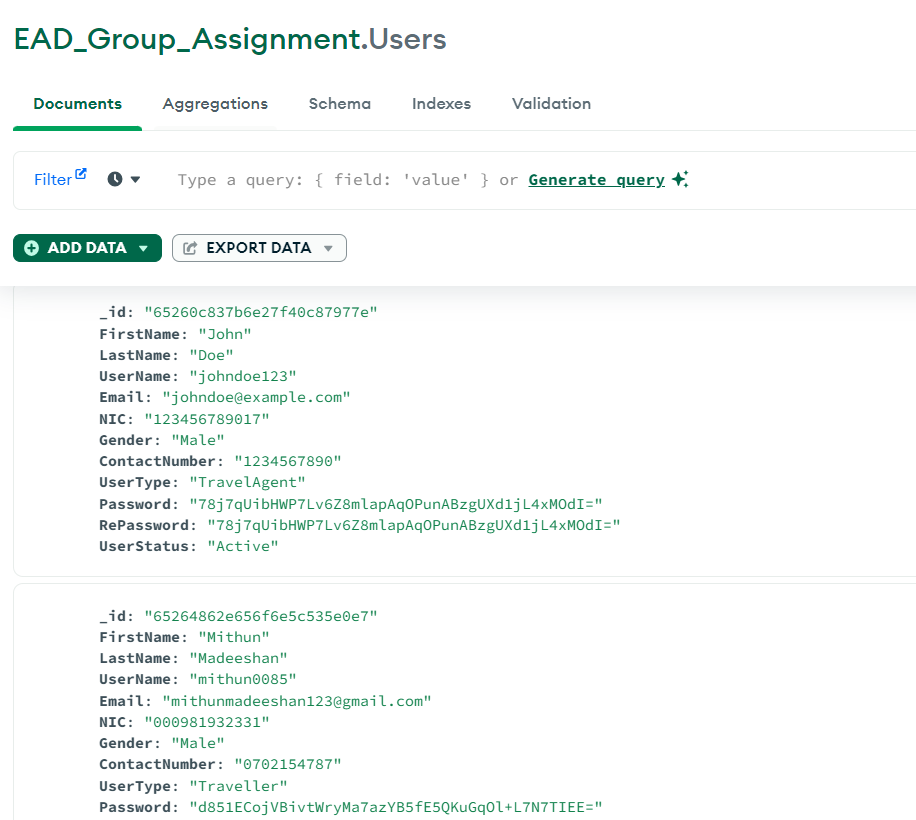 EAD_Group_Assignment.Users
Documents Aggregations Schema Indexes Validation
Filter Type a query: { field: 'value' } or Generate query
ADD DATA EXPORT DATA
_id: "65260c837b6e27f40c87977e"
FirstName: "John"
LastName: "Doe"
UserName: "johndoe123"
Email: "johndoe@example.com"
NIC: "123456789017"
Gender: "Male"
ContactNumber: "1234567890"
UserType: "TravelAgent"
Password: "78j7qUibHWP7Lv6Z8mlapAqOPunABzgUXd1jL4xMOdI="
RePassword: "78j7qUibHWP7Lv6Z8mlapAqOPunABzgUXd1jL4xMOdI="
UserStatus: "Active"
_id: "65264862e656f6e5c535e0e7"
FirstName: "Mithun"
LastName: "Madeeshan"
UserName: "mithun0085"
Email: "mithunmadeeshan123@gmail.com"
NIC: "000981932331"
Gender: "Male"
ContactNumber: "0702154787"
UserType: "Traveller"
Password: "d851ECojVBivtWryMa7azYB5fE5QKuGqOl+L7N7TIEE="